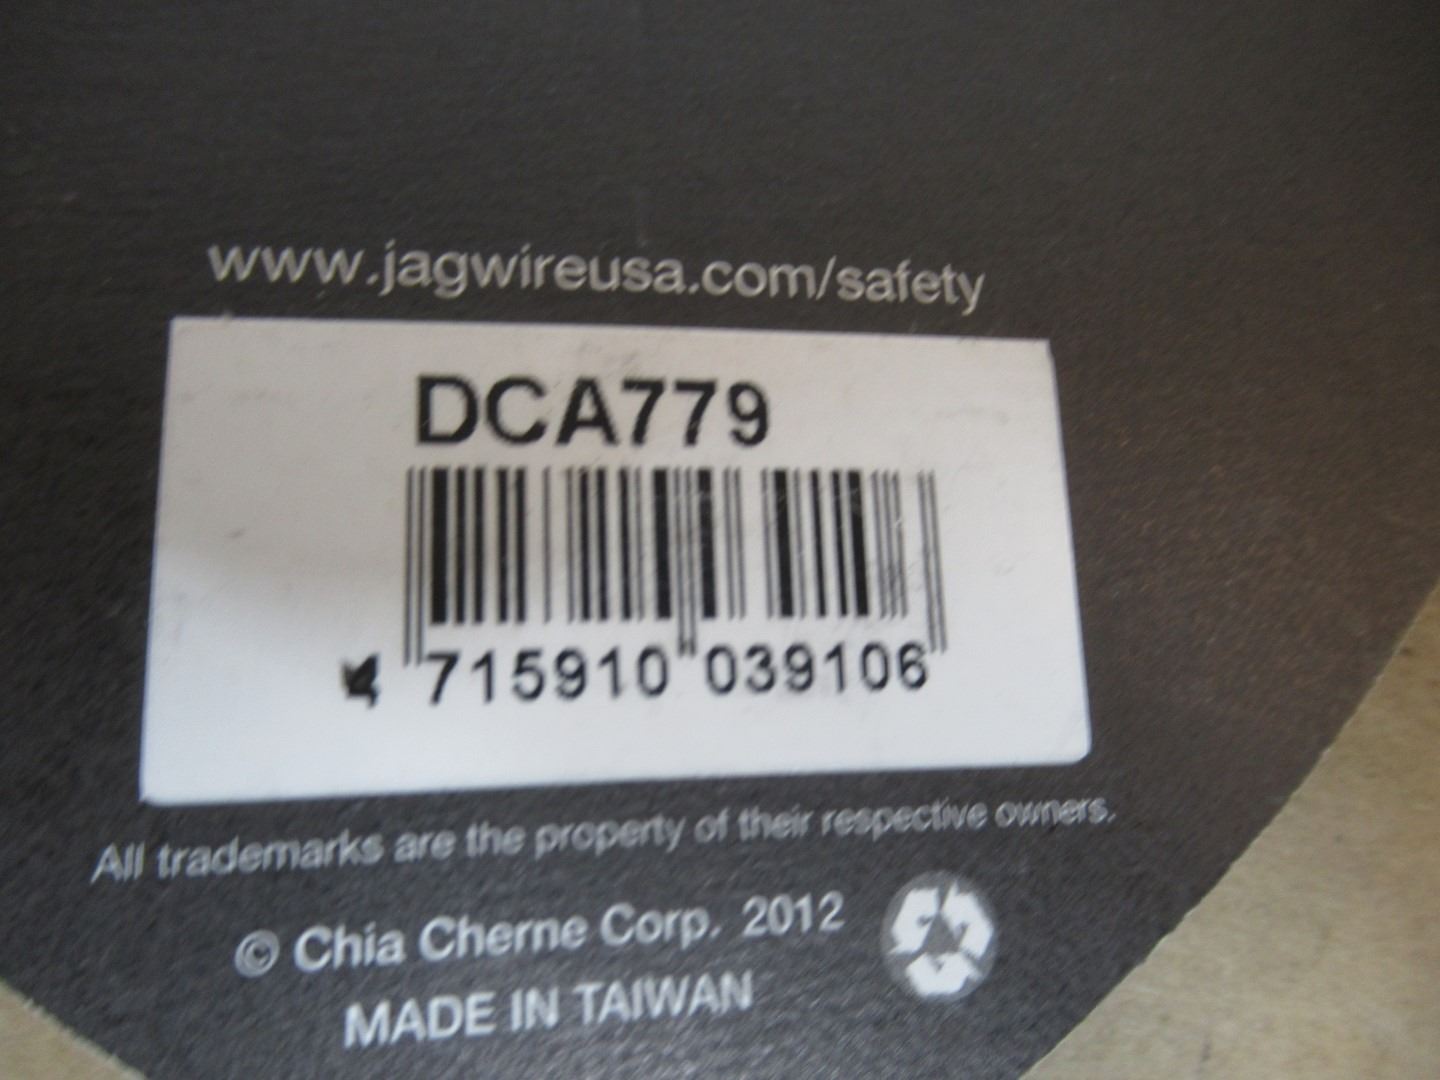 www.jagwireusa.com/safety
DCA779
4 715910 039106
All trademarks are the property of their respective owners.
© Chia Cherne Corp. 2012
MADE IN TAIWAN